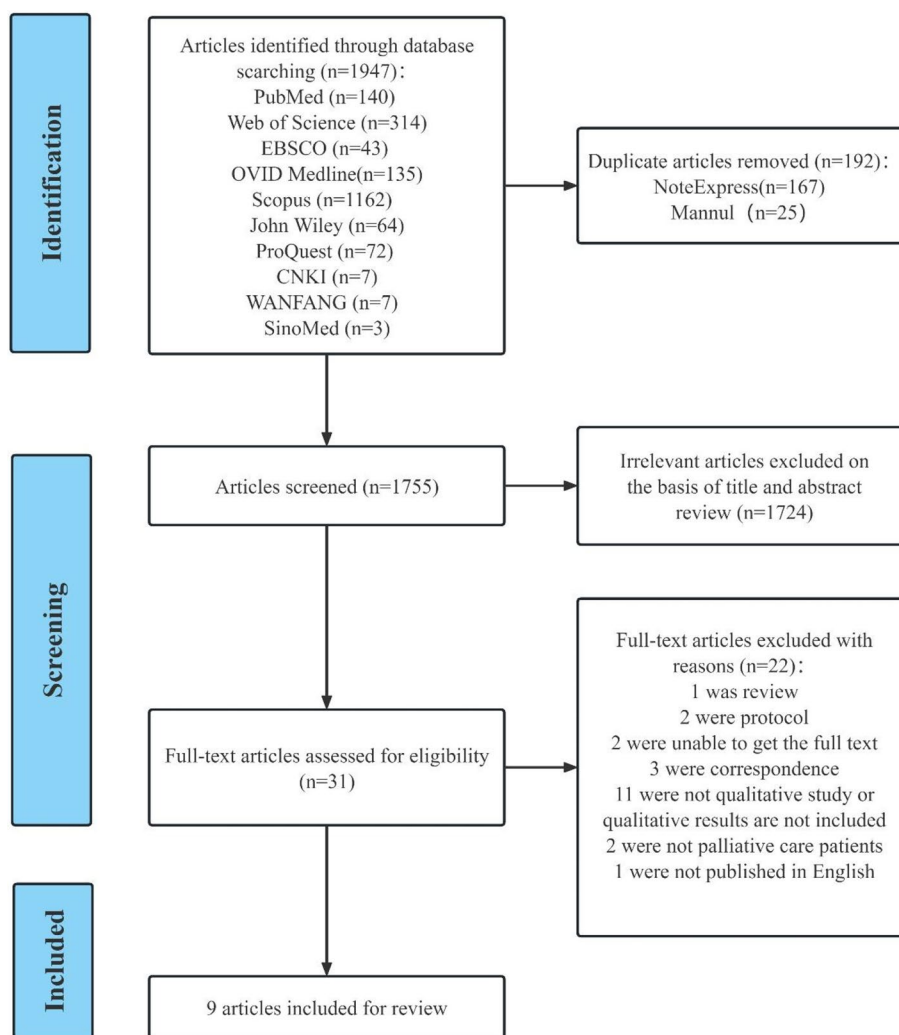 Identification
Articles identified through database
scarching (n=1947)：
PubMed (n=140)
Web of Science (n=314)
EBSCO (n=43)
OVID Medline(n=135)
Scopus (n=1162)
John Wiley (n=64)
ProQuest (n=72)
CNKI (n=7)
WANFANG (n=7)
SinoMed (n=3)
Duplicate articles removed (n=192)：
NoteExpress(n=167)
Mannul（n=25）
Screening
Articles screened (n=1755)
Irrelevant articles excluded on
the basis of title and abstract
review (n=1724)
Full-text articles assessed for eligibility
(n=31)
Full-text articles excluded with
reasons (n=22)：
1 was review
2 were protocol
2 were unable to get the full text
3 were correspondence
11 were not qualitative study or
qualitative results are not included
2 were not palliative care patients
1 were not published in English
Included
9 articles included for review